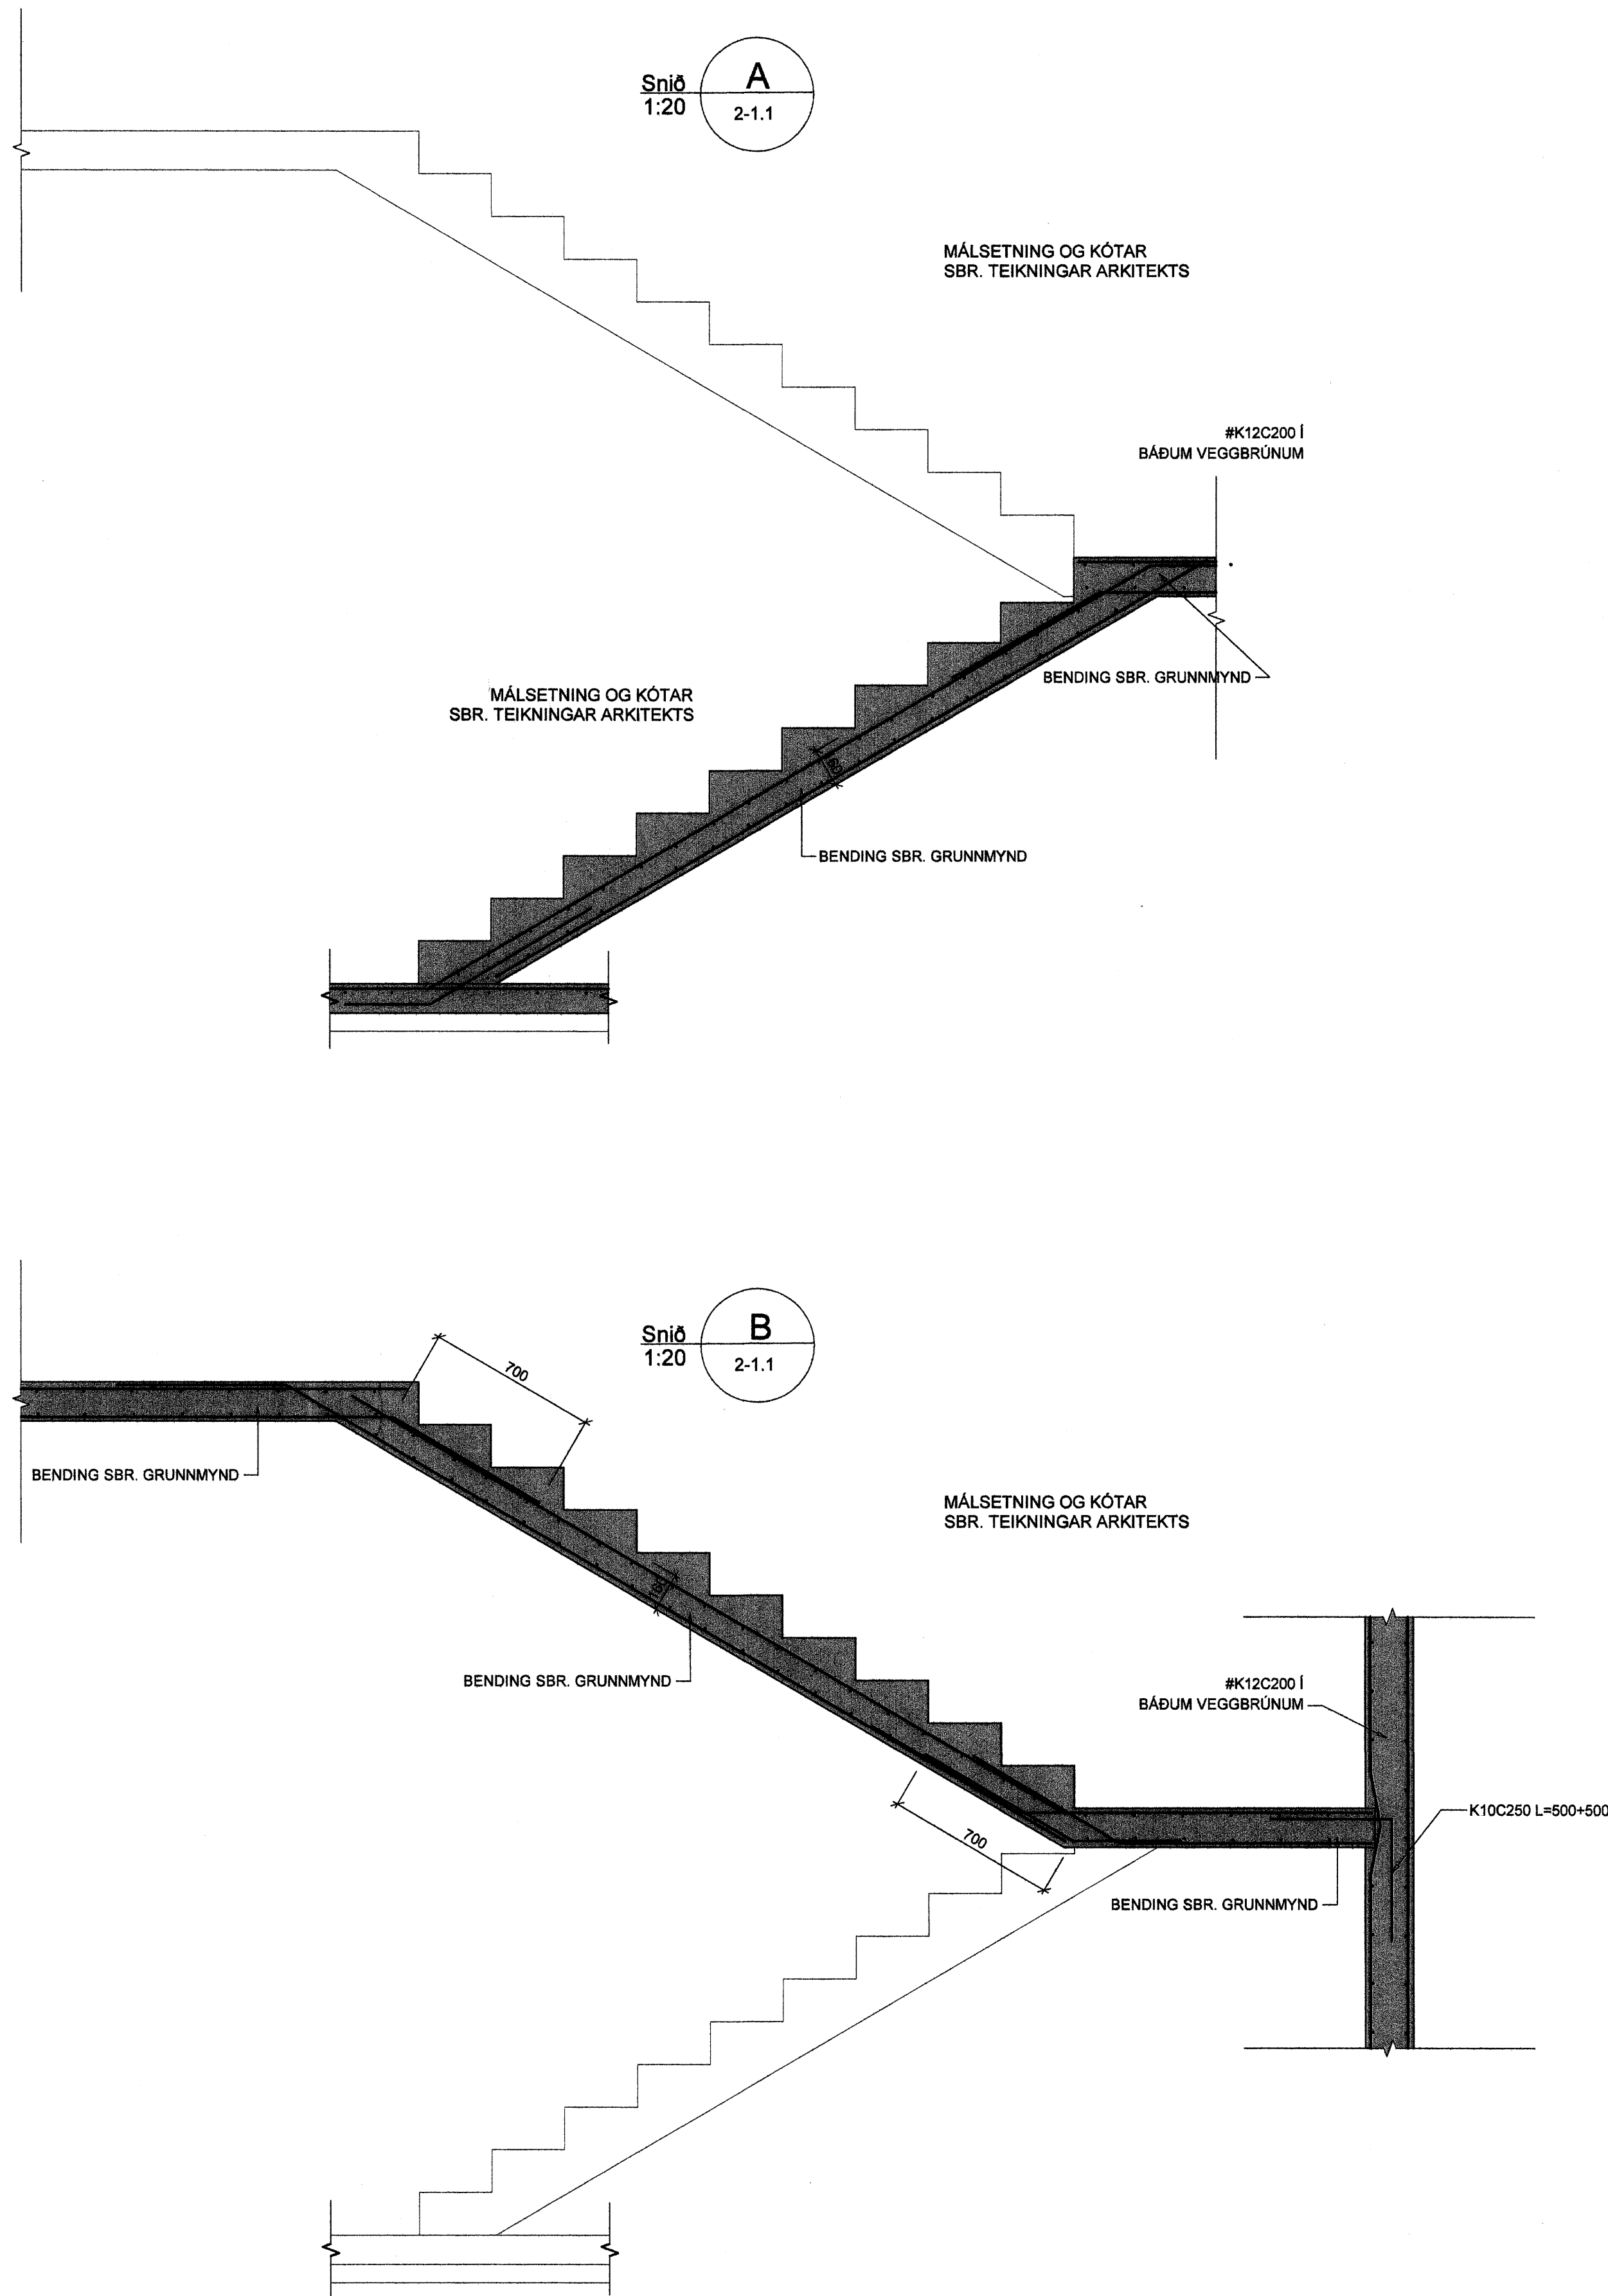 Snið
1:20
A
2-1.1
MÁLSETNING OG KÓTAR
SBR. TEIKNINGAR ARKITEKTS
#K12C200 Í
BÁÐUM VEGGBRÚNUM
BENDING SBR. GRUNNMYND
MÁLSETNING OG KÓTAR
SBR. TEIKNINGAR ARKITEKTS
BENDING SBR. GRUNNMYND
Snið
1:20
B
2-1.1
700
BENDING SBR. GRUNNMYND
MÁLSETNING OG KÓTAR
SBR. TEIKNINGAR ARKITEKTS
BENDING SBR. GRUNNMYND
#K12C200 Í
BÁÐUM VEGGBRÚNUM
K10C250 L=500+500
700
BENDING SBR. GRUNNMYND